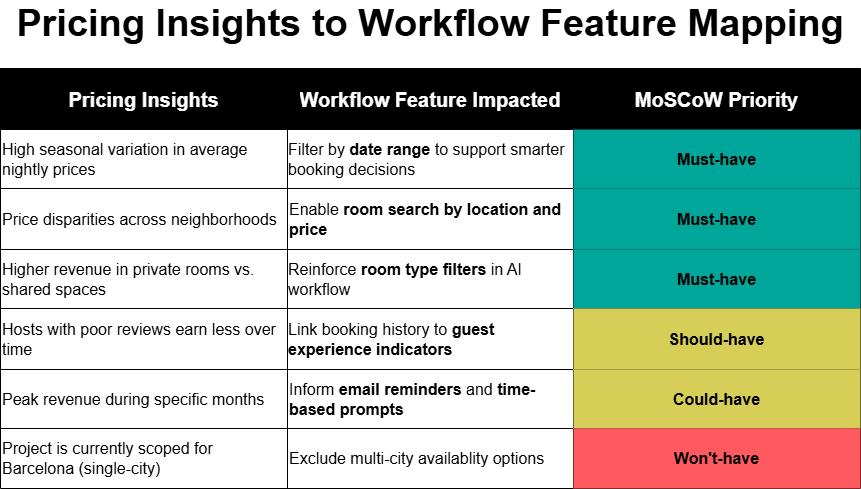 Pricing Insights to Workflow Feature Mapping
Pricing Insights
Workflow Feature Impacted
MoSCoW Priority
High seasonal variation in average
nightly prices
Filter by date range to support smarter
booking decisions
Must-have
Price disparities across neighborhoods
Enable room search by location and
price
Must-have
Higher revenue in private rooms vs.
shared spaces
Reinforce room type filters in AI
workflow
Must-have
Hosts with poor reviews earn less over
time
Link booking history to guest
experience indicators
Should-have
Peak revenue during specific months
Inform email reminders and time-
based prompts
Could-have
Project is currently scoped for
Barcelona (single-city)
Exclude multi-city availablity options
Won't-have